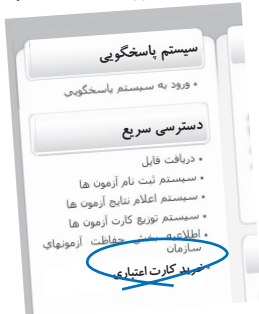 سیستم پاسخگویی
• ورود به سیستم پاسخگویی
دسترسی سریع
• دریافت فایل
• سیستم ثبت نام آزمون ها
• سیستم اعلام نتایج آزمون ها
• سیستم توزیع کارت آزمون ها
• اطلاعیه بخش حفاظت آزمونهای
سازمان
• خرید کارت اعتباری